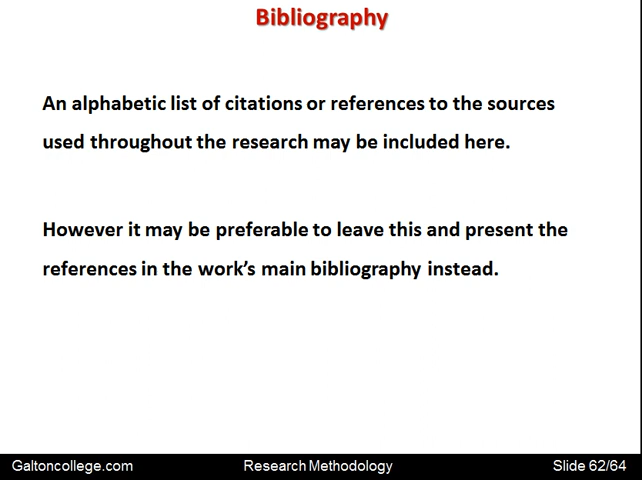 Bibliography
An alphabetic list of citations or references to the sources
used throughout the research may be included here.
However it may be preferable to leave this and present the
references in the work’s main bibliography instead.
Galtoncollege.com Research Methodology Slide 62/64